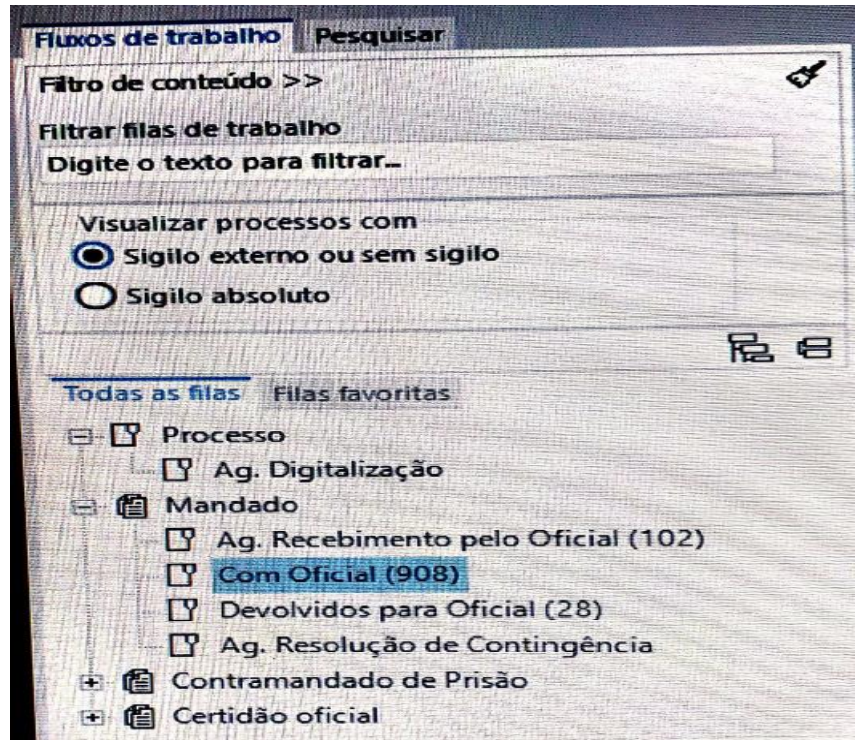 Fluxos de trabalho Pesquisar
Filtro de conteúdo >>
Filtrar filas de trabalho
Digite o texto para filtrar...
Visualizar processos com
Sigilo externo ou sem sigilo
Sigilo absoluto
Todas as filas Filas favoritas
Processo
Ag. Digitalização
Mandado
Ag. Recebimento pelo Oficial (102)
Com Oficial (908)
Devolvidos para Oficial (28)
Ag. Resolução de Contingência
Contramandado de Prisão
Certidão oficial